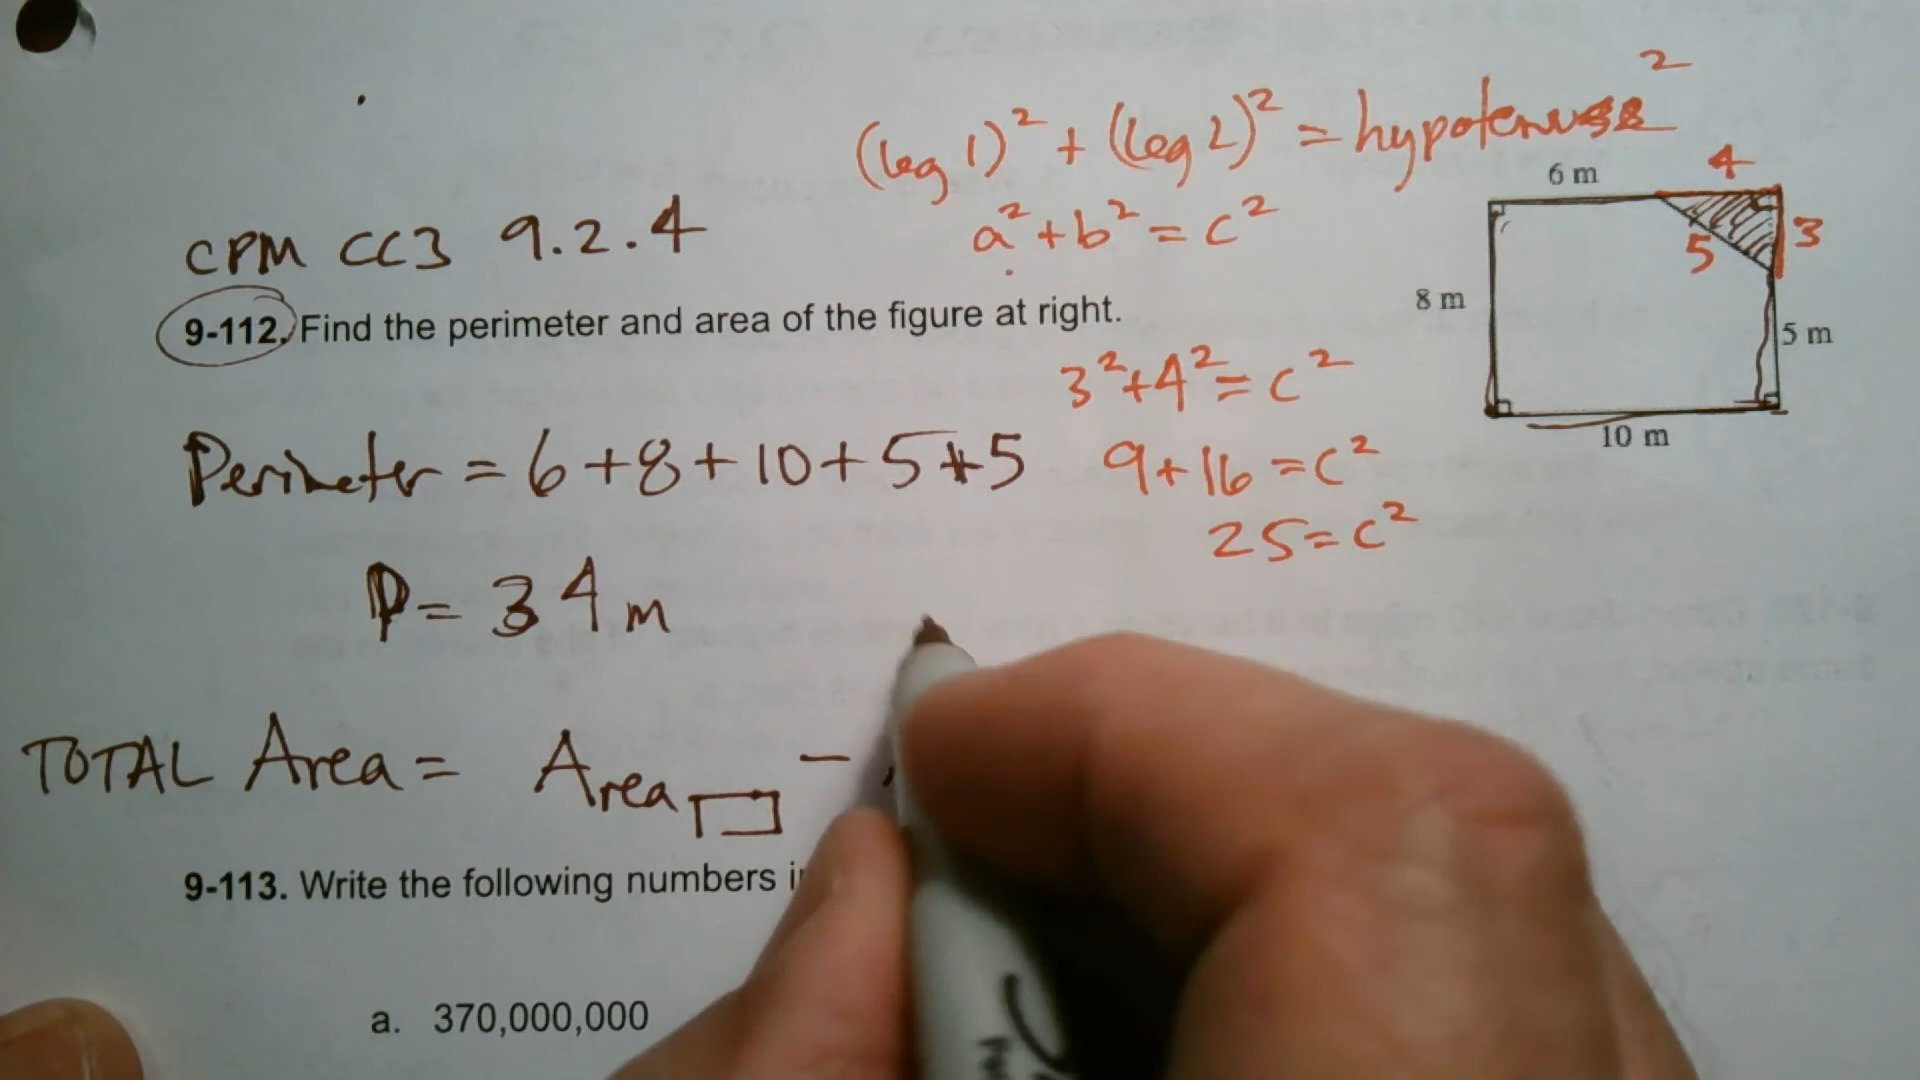 (leg 1)² + (leg 2)² = hypotenuse²
a² + b² = c²
CPM CC3 9.2.4
9-112. Find the perimeter and area of the figure at right.
6 m
4
3
5
8 m
5 m
10 m
3² + 4² = c²
9 + 16 = c²
25 = c²
Perimeter = 6 + 8 + 10 + 5 + 5
P = 34 m
TOTAL Area = Area▭ −
9-113. Write the following numbers
a. 370,000,000